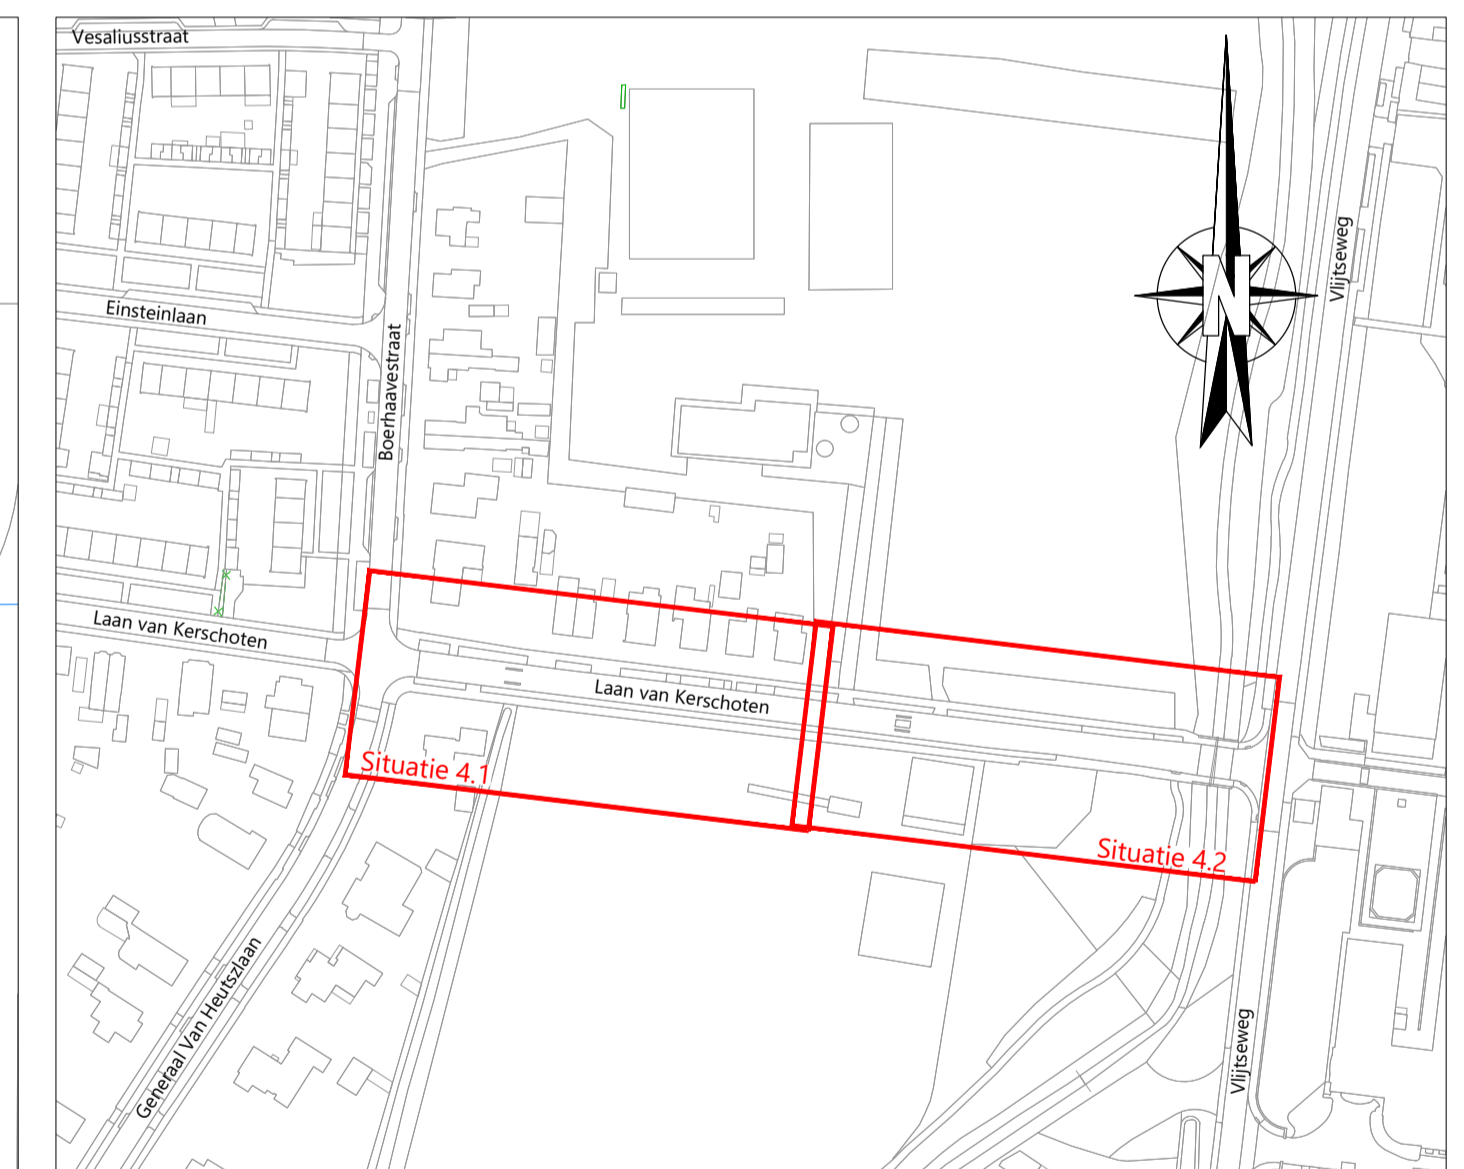 Vesaliusstraat
Vlijtseweg
N
Einsteinlaan
Boerhaavestraat
Laan van Kerschoten
Laan van Kerschoten
Situatie 4.1
Situatie 4.2
Generaal Van Heutszlaan
Vlijtseweg